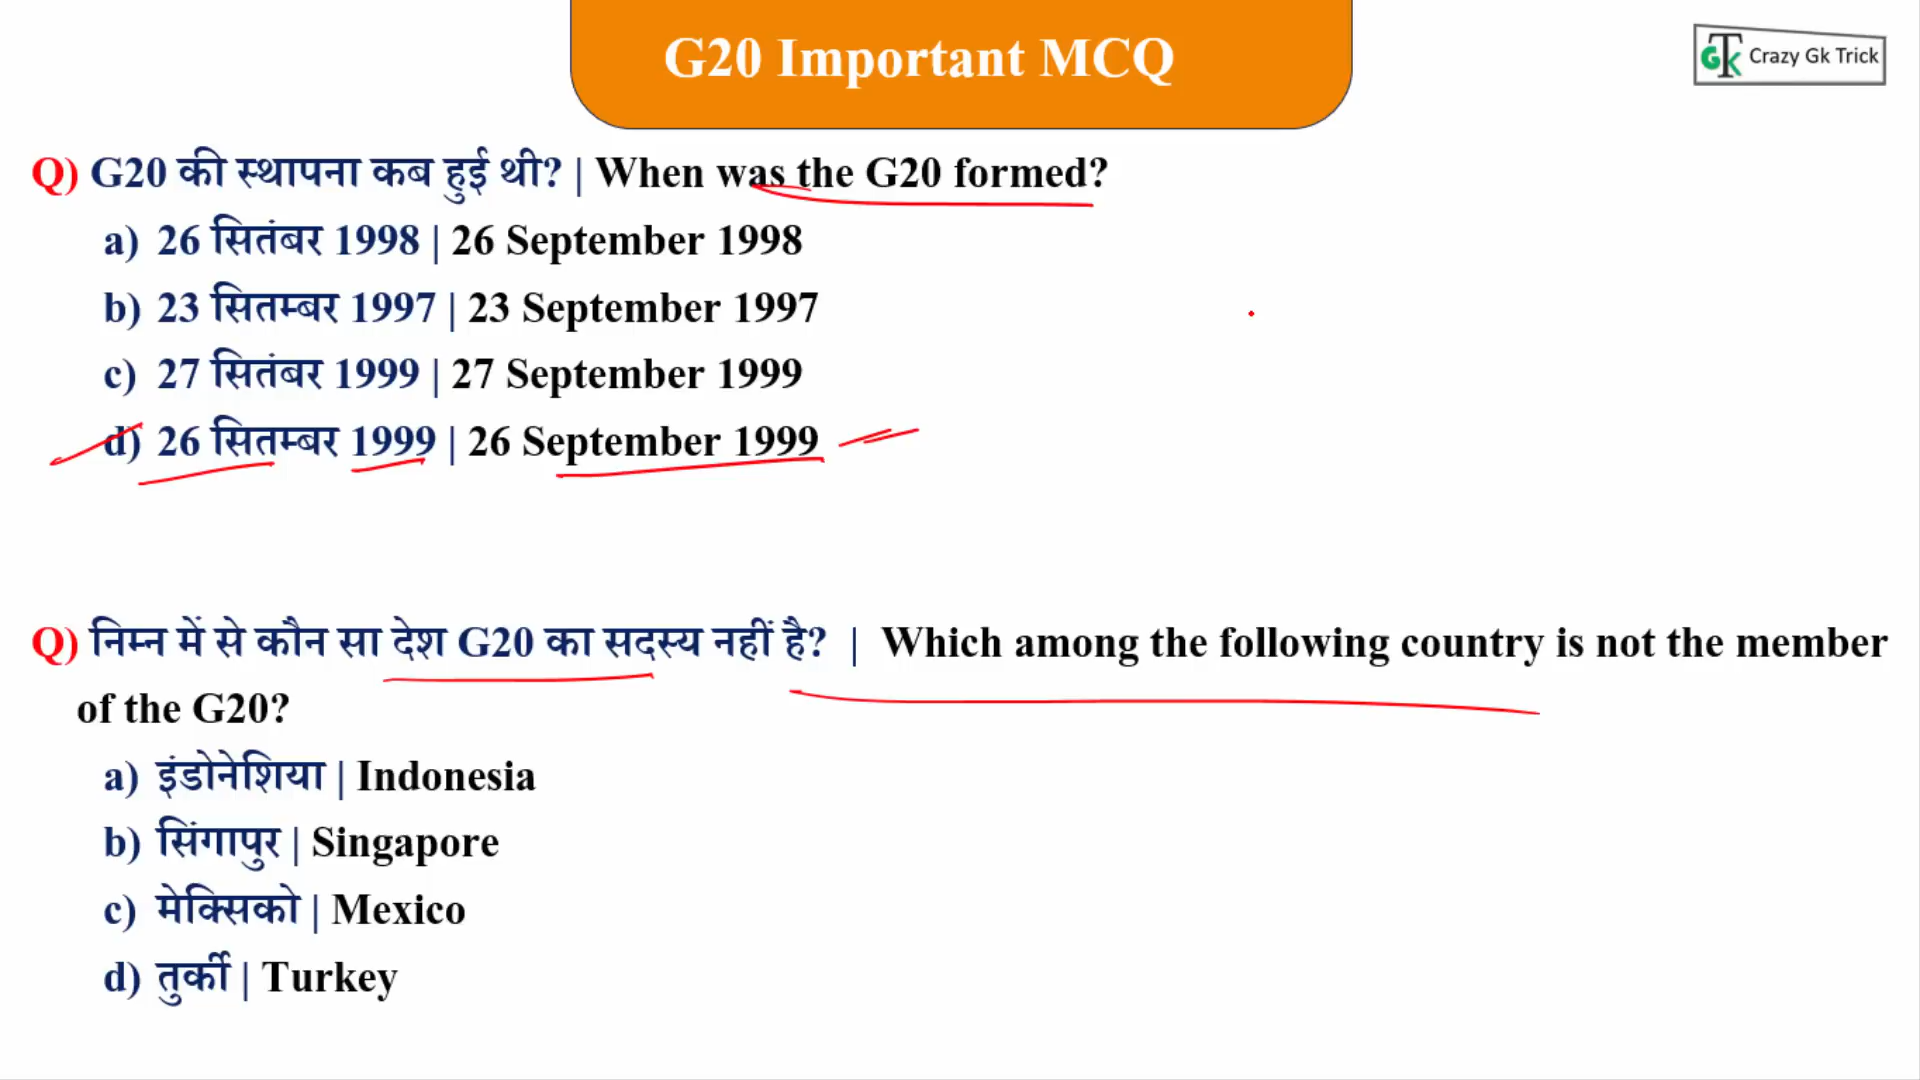 G20 Important MCQ
GTK Crazy Gk Trick
Q) G20 की स्थापना कब हुई थी? | When was the G20 formed?
a) 26 सितंबर 1998 | 26 September 1998
b) 23 सितम्बर 1997 | 23 September 1997
c) 27 सितंबर 1999 | 27 September 1999
d) 26 सितम्बर 1999 | 26 September 1999
Q) निम्न में से कौन सा देश G20 का सदस्य नहीं है? | Which among the following country is not the member
of the G20?
a) इंडोनेशिया | Indonesia
b) सिंगापुर | Singapore
c) मेक्सिको | Mexico
d) तुर्की | Turkey